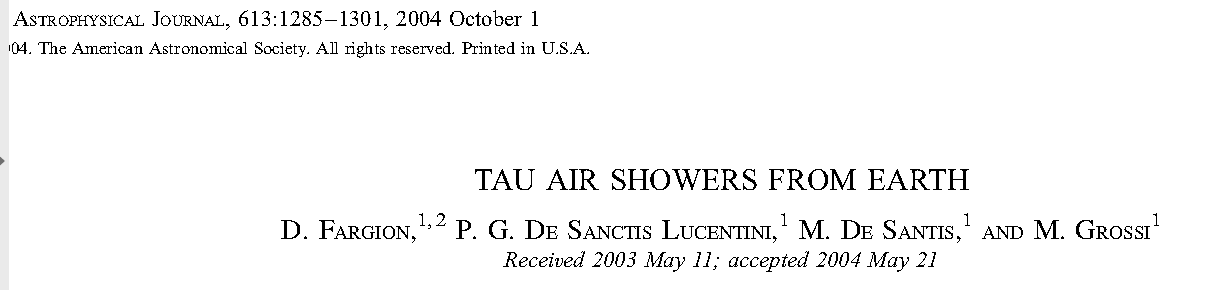 ASTROPHYSICAL JOURNAL, 613:1285–1301, 2004 October 1
04. The American Astronomical Society. All rights reserved. Printed in U.S.A.
TAU AIR SHOWERS FROM EARTH
D. FARGION,1,2 P. G. DE SANCTIS LUCENTINI,1 M. DE SANTIS,1 AND M. GROSSI1
Received 2003 May 11; accepted 2004 May 21